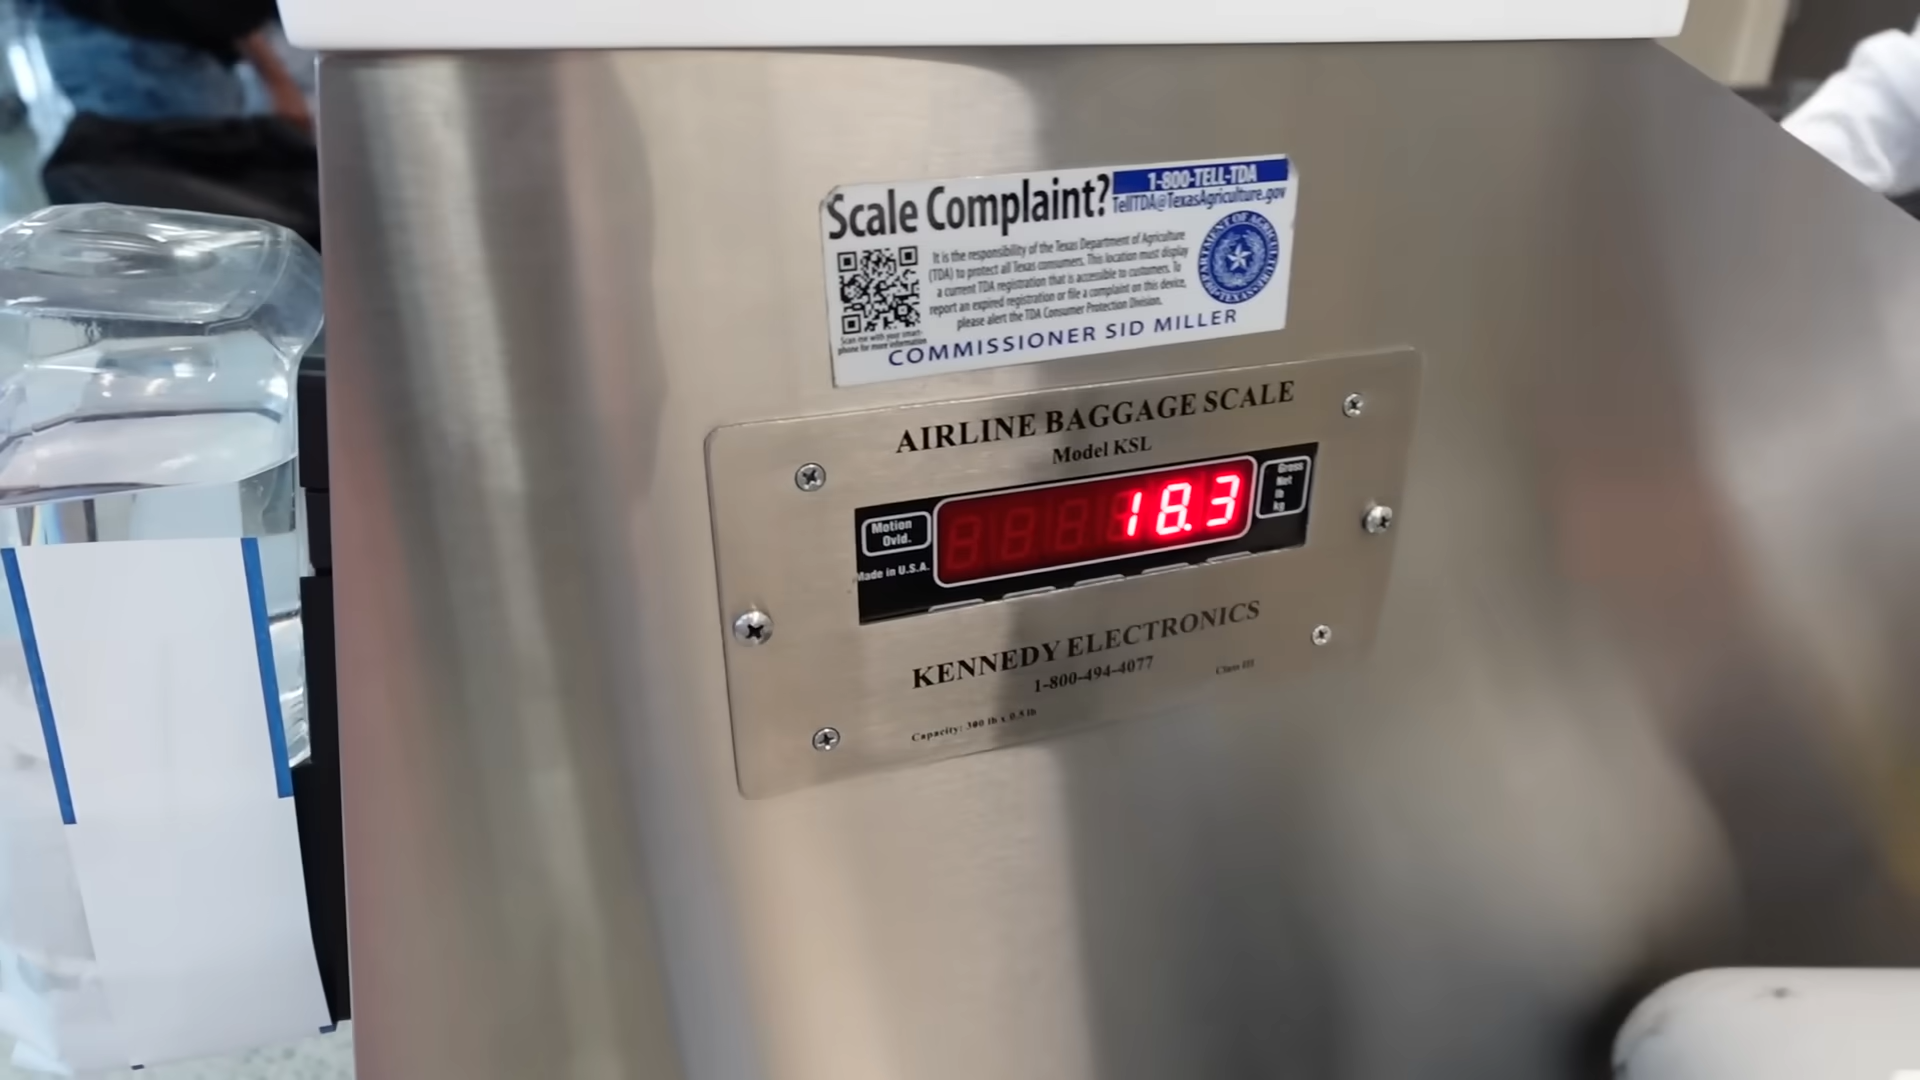 Scale Complaint?
1-800-TELL-TDA
TellTDA@TexasAgriculture.gov
It is the responsibility of the Texas Department of Agriculture
(TDA) to protect all Texas consumers. This location must display
a current TDA registration that is accessible to customers. To
report an expired registration or file a complaint on this device,
please alert the TDA Consumer Protection Division.
Scan me with your smart-
phone for more information
DEPARTMENT OF AGRICULTURE
TEXAS
COMMISSIONER SID MILLER
AIRLINE BAGGAGE SCALE
Model KSL
Motion
Ovld.
Made in U.S.A.
18.3
Gross
Net
lb
kg
KENNEDY ELECTRONICS
1-800-494-4077
Class III
Capacity: 300 lb x 0.5 lb